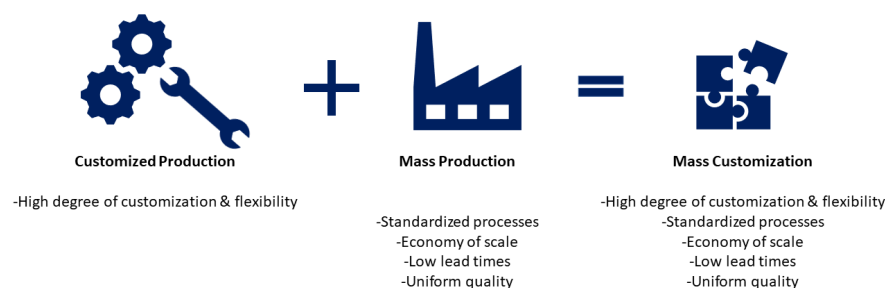 Customized Production
-High degree of customization & flexibility
Mass Production
-Standardized processes
-Economy of scale
-Low lead times
-Uniform quality
Mass Customization
-High degree of customization & flexibility
-Standardized processes
-Economy of scale
-Low lead times
-Uniform quality